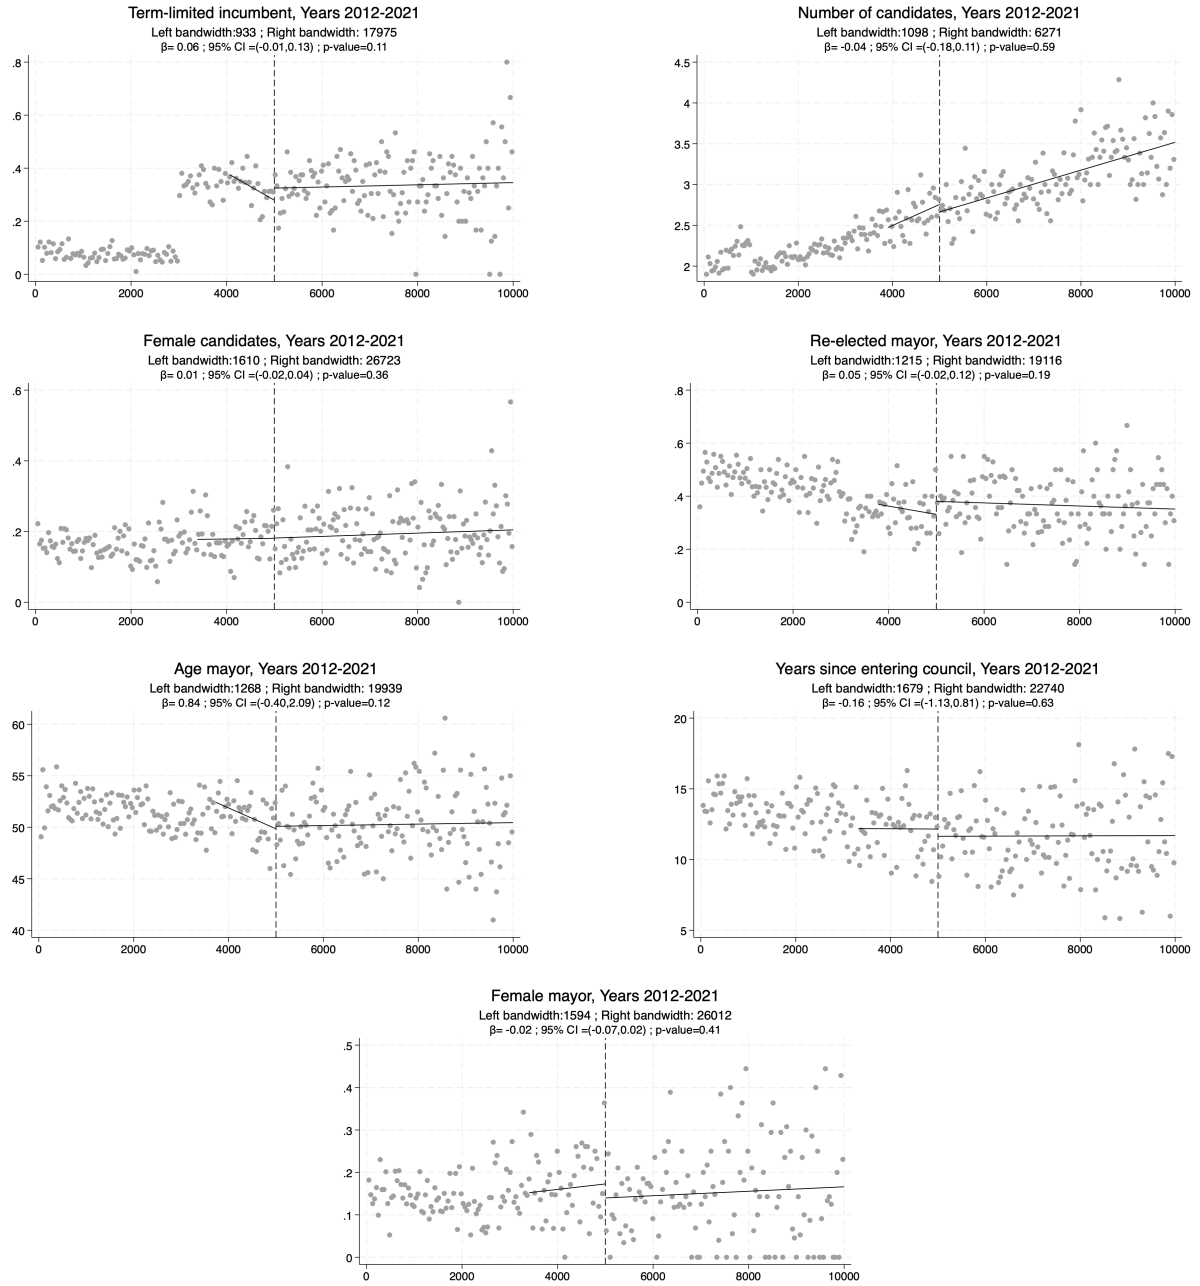 Term-limited incumbent, Years 2012-2021
Left bandwidth:933 ; Right bandwidth: 17975
β= 0.06 ; 95% CI =(-0.01,0.13) ; p-value=0.11
.8
.6
.4
.2
0
0 2000 4000 6000 8000 10000
Number of candidates, Years 2012-2021
Left bandwidth:1098 ; Right bandwidth: 6271
β= -0.04 ; 95% CI =(-0.18,0.11) ; p-value=0.59
4.5
4
3.5
3
2.5
2
0 2000 4000 6000 8000 10000
Female candidates, Years 2012-2021
Left bandwidth:1610 ; Right bandwidth: 26723
β= 0.01 ; 95% CI =(-0.02,0.04) ; p-value=0.36
.6
.4
.2
0
0 2000 4000 6000 8000 10000
Re-elected mayor, Years 2012-2021
Left bandwidth:1215 ; Right bandwidth: 19116
β= 0.05 ; 95% CI =(-0.02,0.12) ; p-value=0.19
.8
.6
.4
.2
0
0 2000 4000 6000 8000 10000
Age mayor, Years 2012-2021
Left bandwidth:1268 ; Right bandwidth: 19939
β= 0.84 ; 95% CI =(-0.40,2.09) ; p-value=0.12
60
55
50
45
40
0 2000 4000 6000 8000 10000
Years since entering council, Years 2012-2021
Left bandwidth:1679 ; Right bandwidth: 22740
β= -0.16 ; 95% CI =(-1.13,0.81) ; p-value=0.63
20
15
10
5
0 2000 4000 6000 8000 10000
Female mayor, Years 2012-2021
Left bandwidth:1594 ; Right bandwidth: 26012
β= -0.02 ; 95% CI =(-0.07,0.02) ; p-value=0.41
.5
.4
.3
.2
.1
0
0 2000 4000 6000 8000 10000